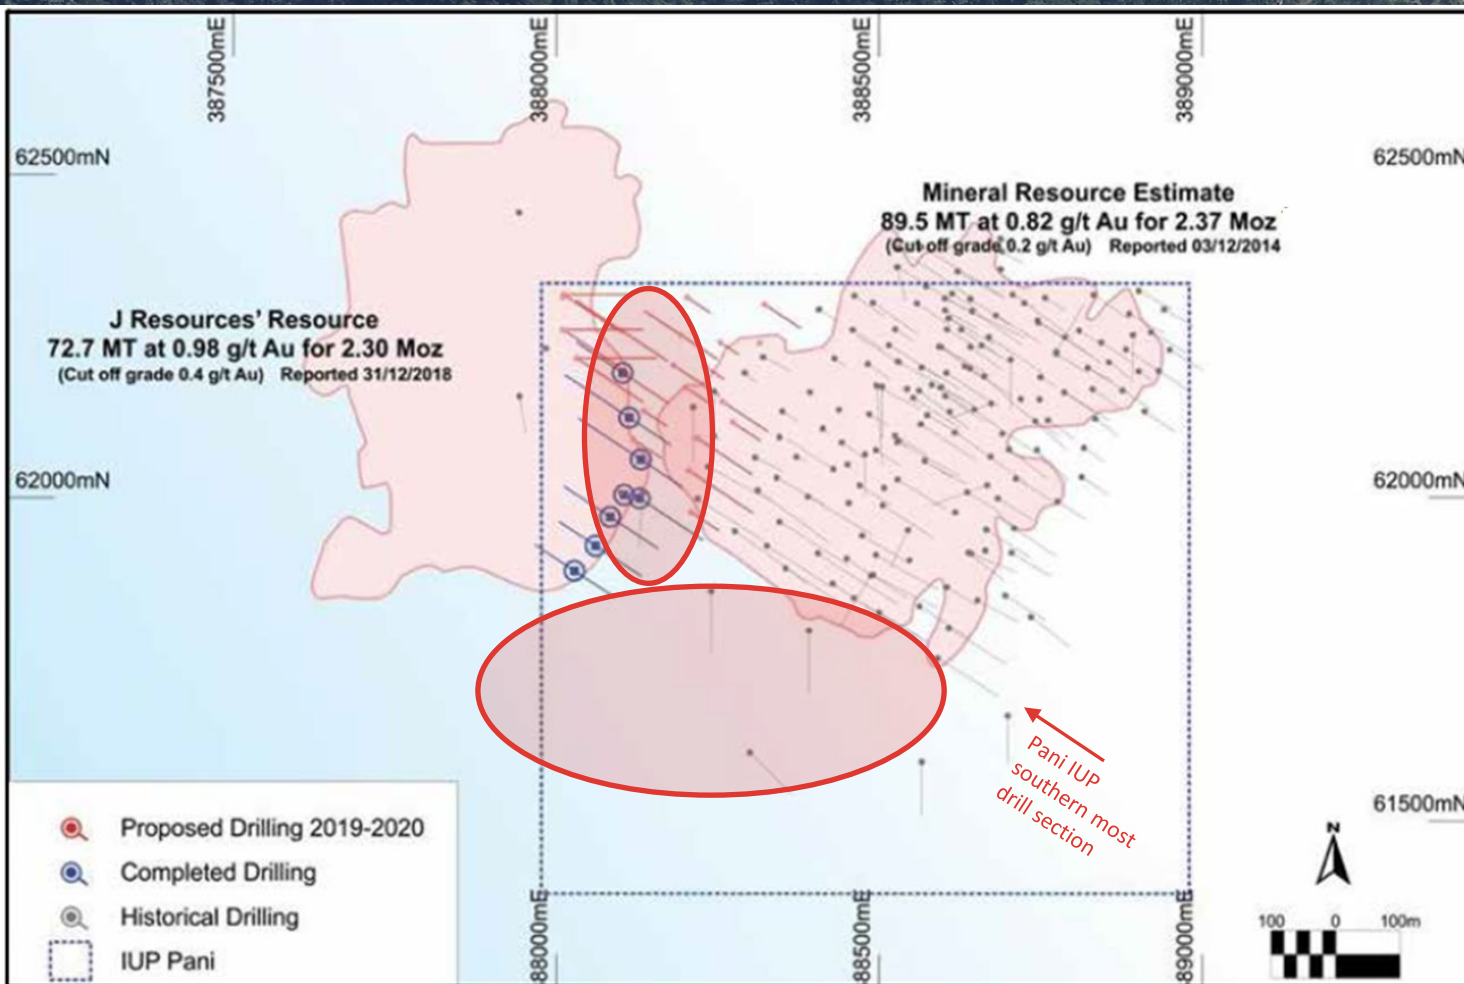 387500mE
388000mE
388500mE
389000mE
62500mN
62500mN
Mineral Resource Estimate
89.5 MT at 0.82 g/t Au for 2.37 Moz
(Cut off grade 0.2 g/t Au) Reported 03/12/2014
J Resources' Resource
72.7 MT at 0.98 g/t Au for 2.30 Moz
(Cut off grade 0.4 g/t Au) Reported 31/12/2018
62000mN
62000mN
Pani IUP
southern most
drill section
61500mN
Proposed Drilling 2019-2020
Completed Drilling
Historical Drilling
IUP Pani
88000mE
88500mE
89000mE
N
100 0 100m